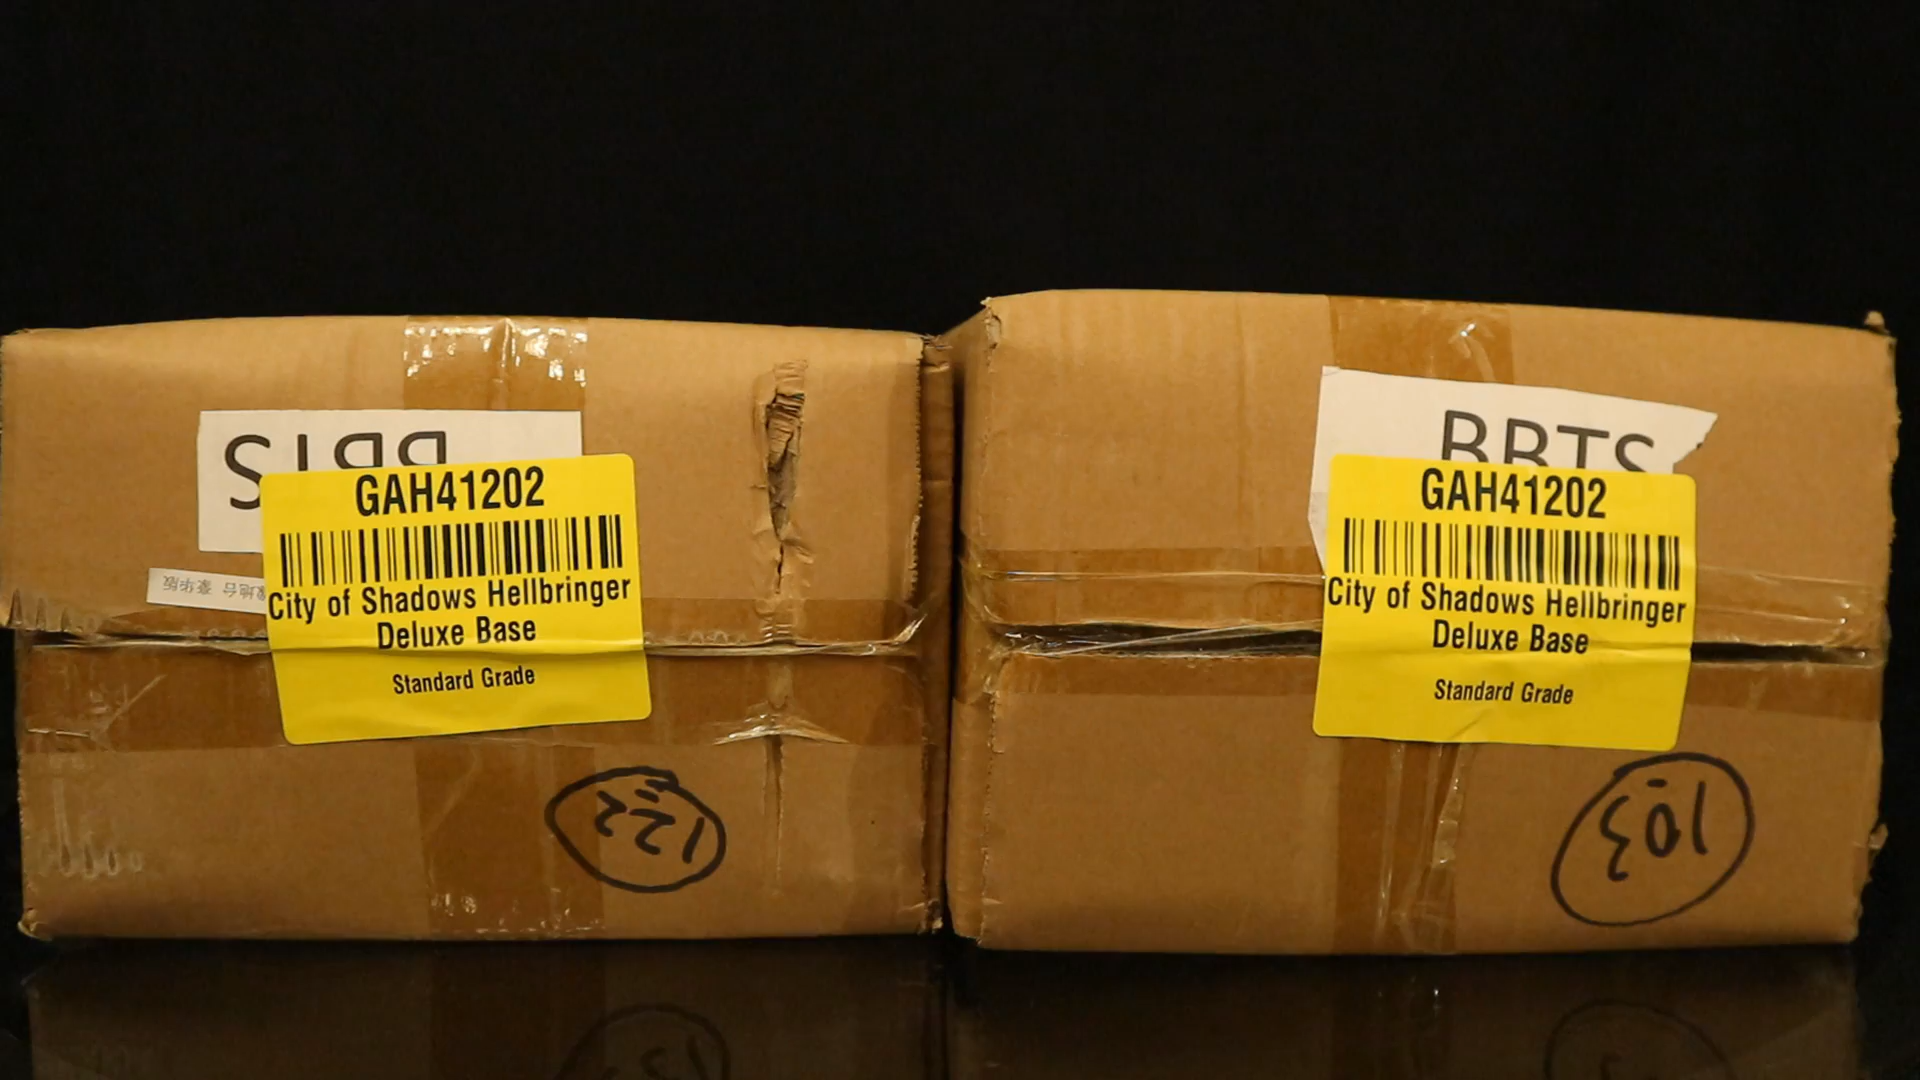 BBTS
GAH41202
City of Shadows Hellbringer
Deluxe Base
Standard Grade
122
BBTS
GAH41202
City of Shadows Hellbringer
Deluxe Base
Standard Grade
103